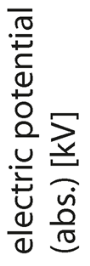 electric potential
(abs.) [kV]